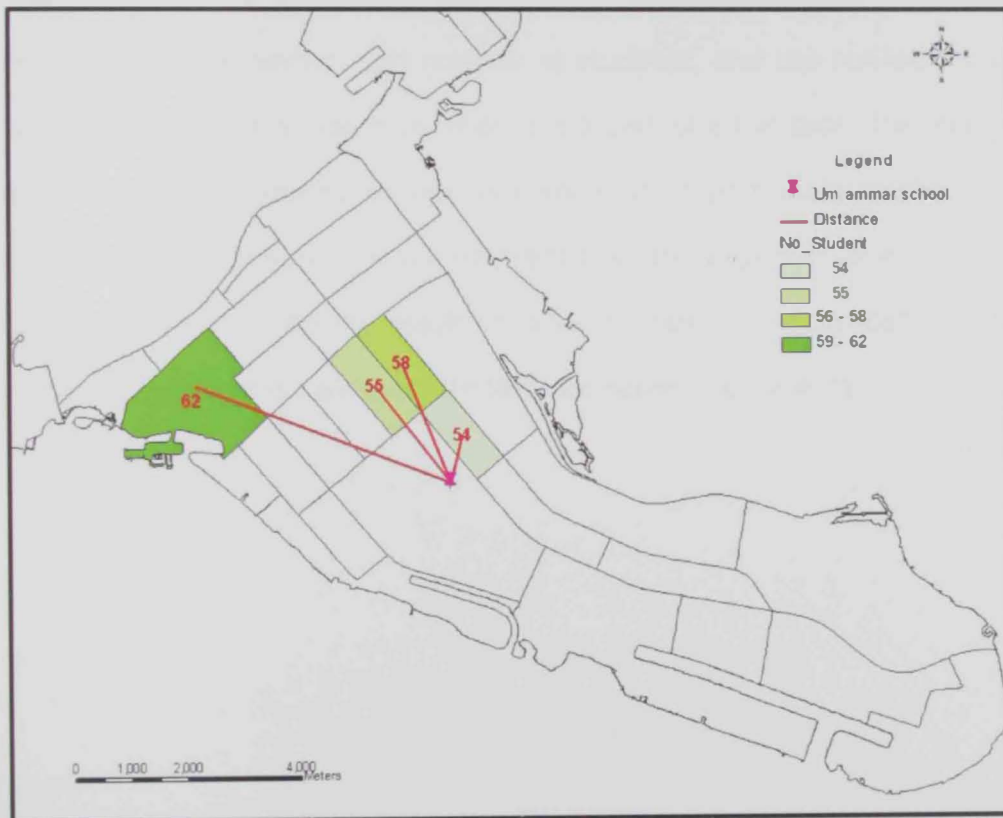 Legend
Um ammar school
Distance
No_Student
54
55
56 - 58
59 - 62
58
55
62
54
0 1,000 2,000 4,000
Meters